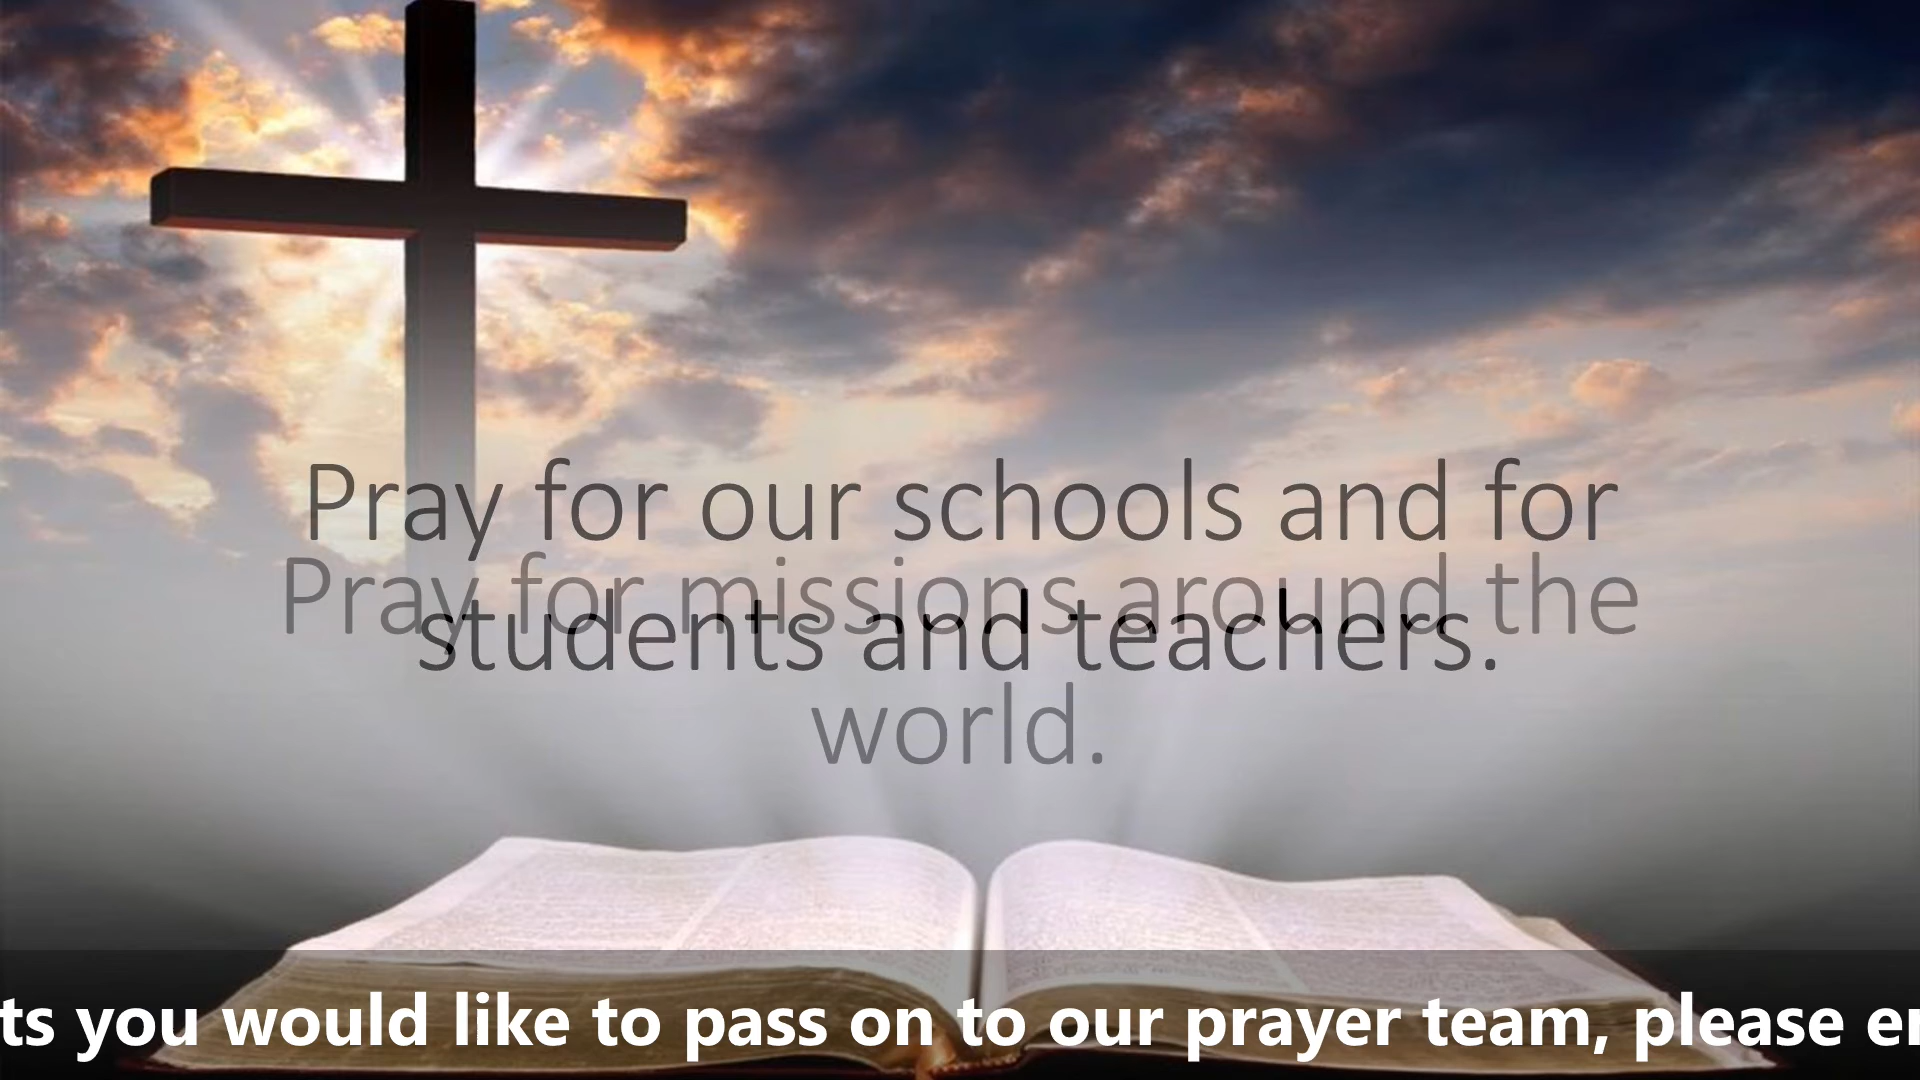 Pray for our schools and for
students and teachers.
Pray for missions around the
world.
ts you would like to pass on to our prayer team, please